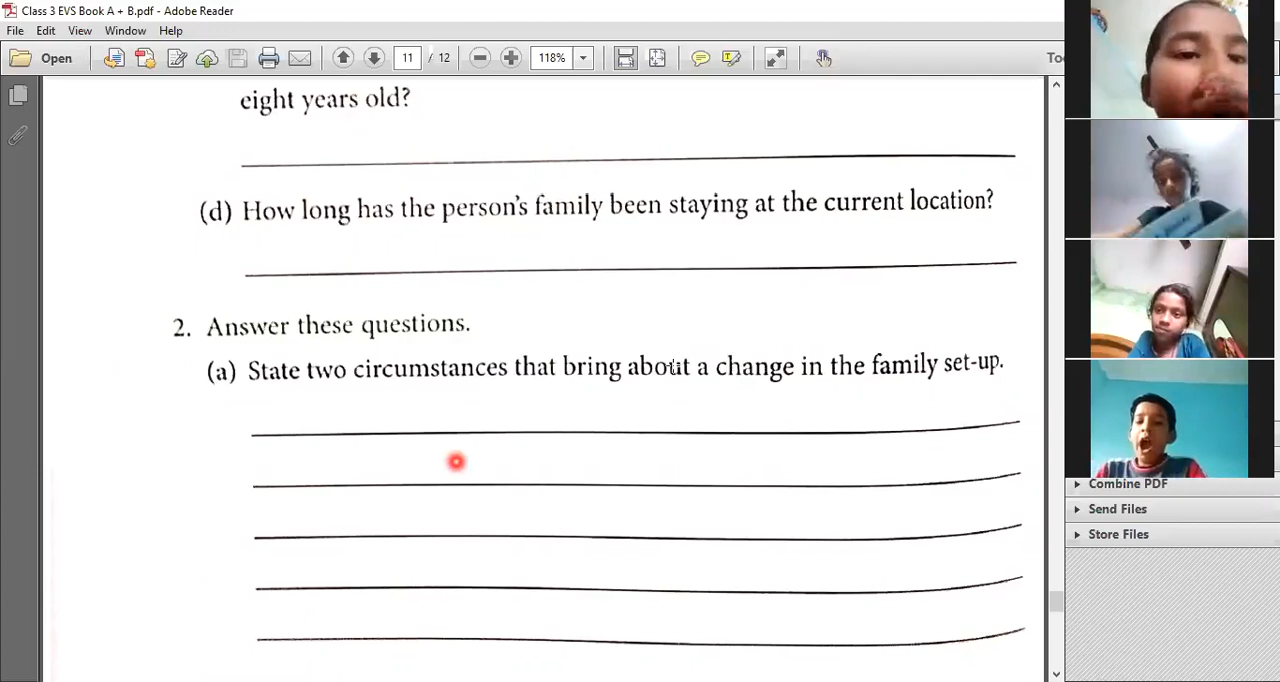 Class 3 EVS Book A + B.pdf - Adobe Reader
File Edit View Window Help
Open 11 / 12 118%
eight years old?
(d) How long has the person's family been staying at the current location?
2. Answer these questions.
(a) State two circumstances that bring about a change in the family set-up.
Combine PDF
Send Files
Store Files